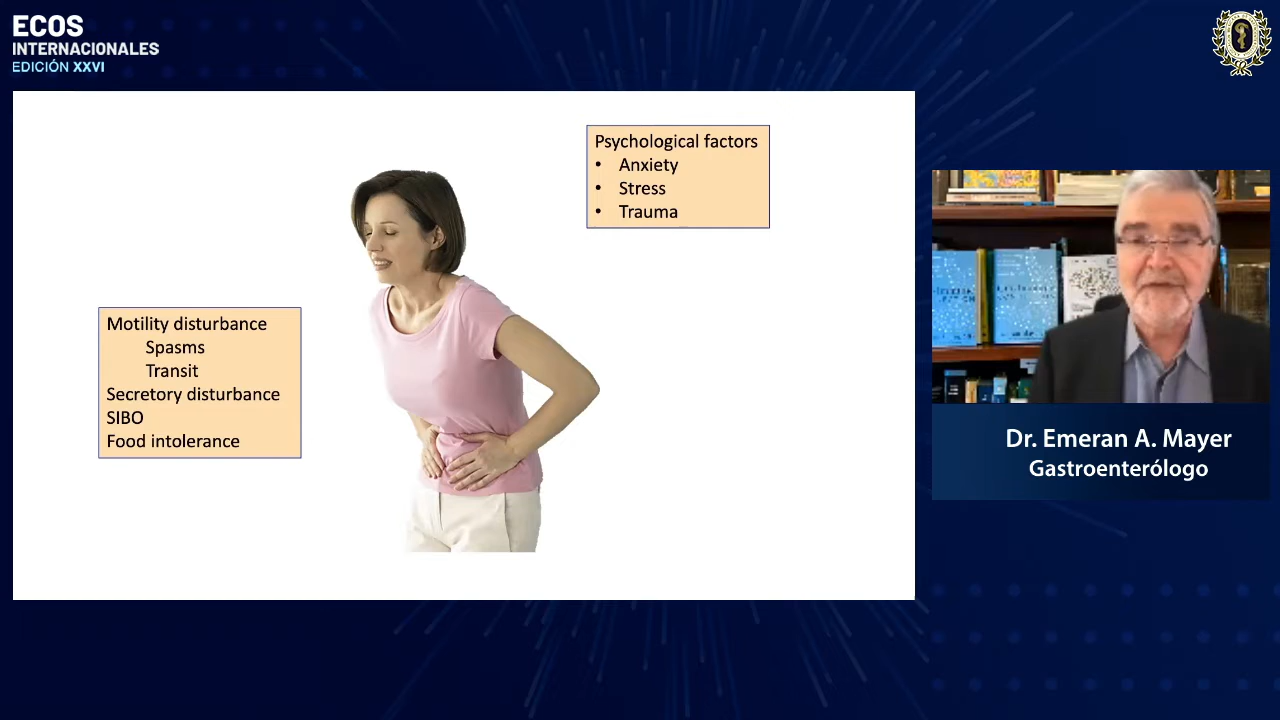 ECOS
INTERNACIONALES
EDICIÓN XXVI
Psychological factors
• Anxiety
• Stress
• Trauma
Motility disturbance
Spasms
Transit
Secretory disturbance
SIBO
Food intolerance
Dr. Emeran A. Mayer
Gastroenterólogo